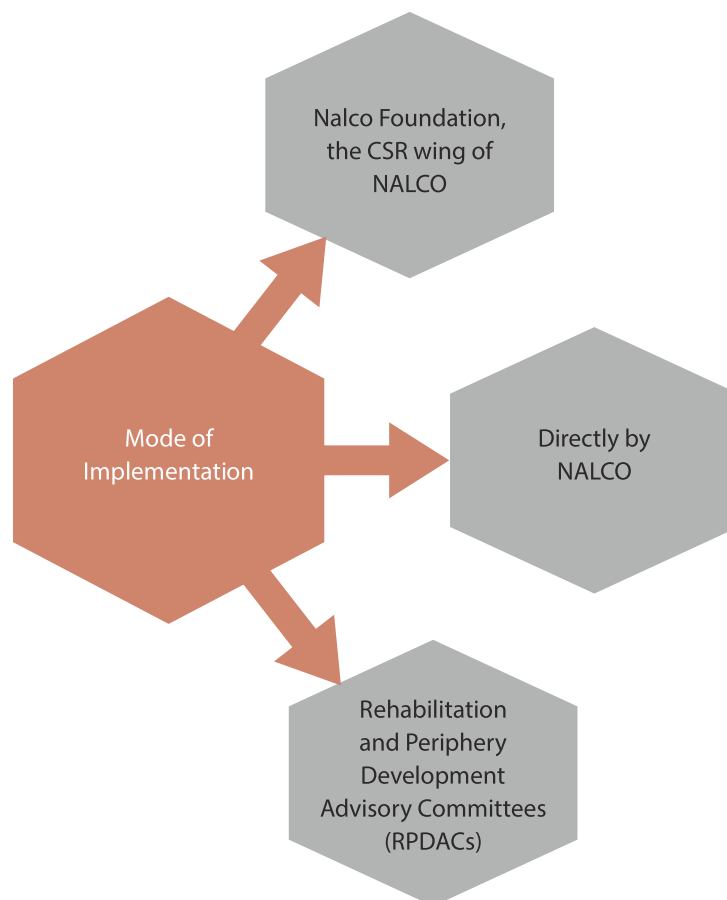 Nalco Foundation,
the CSR wing of
NALCO
Mode of
Implementation
Directly by
NALCO
Rehabilitation
and Periphery
Development
Advisory Committees
(RPDACs)